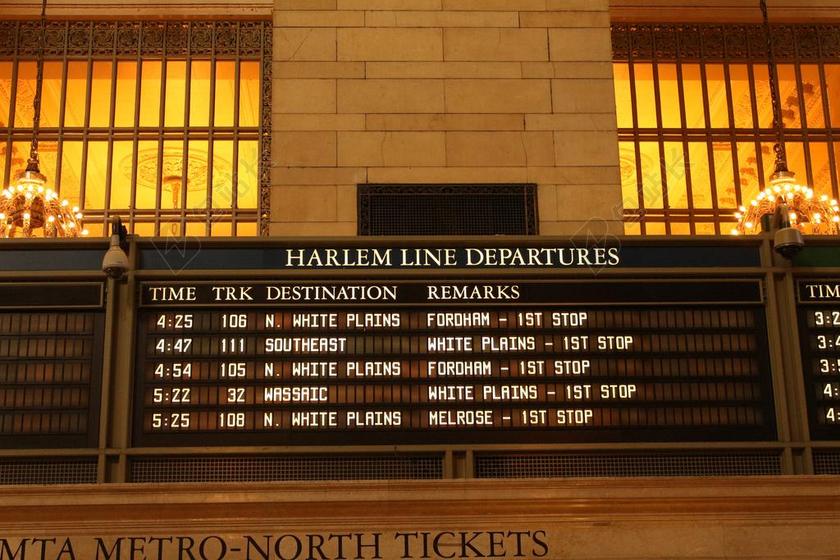 HARLEM LINE DEPARTURES
TIME TRK DESTINATION REMARKS
4:25 106 N. WHITE PLAINS FORDHAM - 1ST STOP
4:47 111 SOUTHEAST WHITE PLAINS - 1ST STOP
4:54 105 N. WHITE PLAINS FORDHAM - 1ST STOP
5:22 32 WASSAIC WHITE PLAINS - 1ST STOP
5:25 108 N. WHITE PLAINS MELROSE - 1ST STOP
MTA METRO-NORTH TICKETS